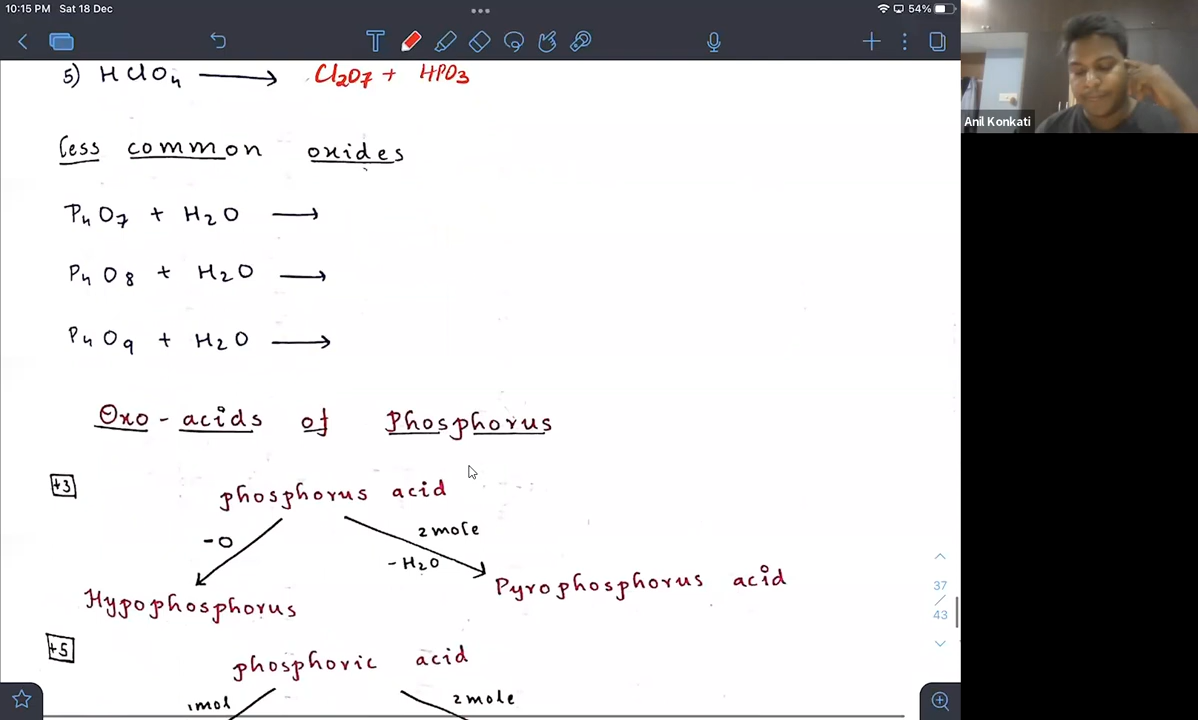 10:15 PM Sat 18 Dec 54%
5) HClO4 ⟶ Cl2O7 + HPO3
Less common oxides
P4O7 + H2O ⟶
P4O8 + H2O ⟶
P4O9 + H2O ⟶
Oxo-acids of Phosphorus
+3
phosphorus acid
-O 2 mole
-H2O
Hypophosphorus Pyrophosphorus acid
+5
phosphoric acid
1mol 2 mole
37
/
43
Anil Konkati